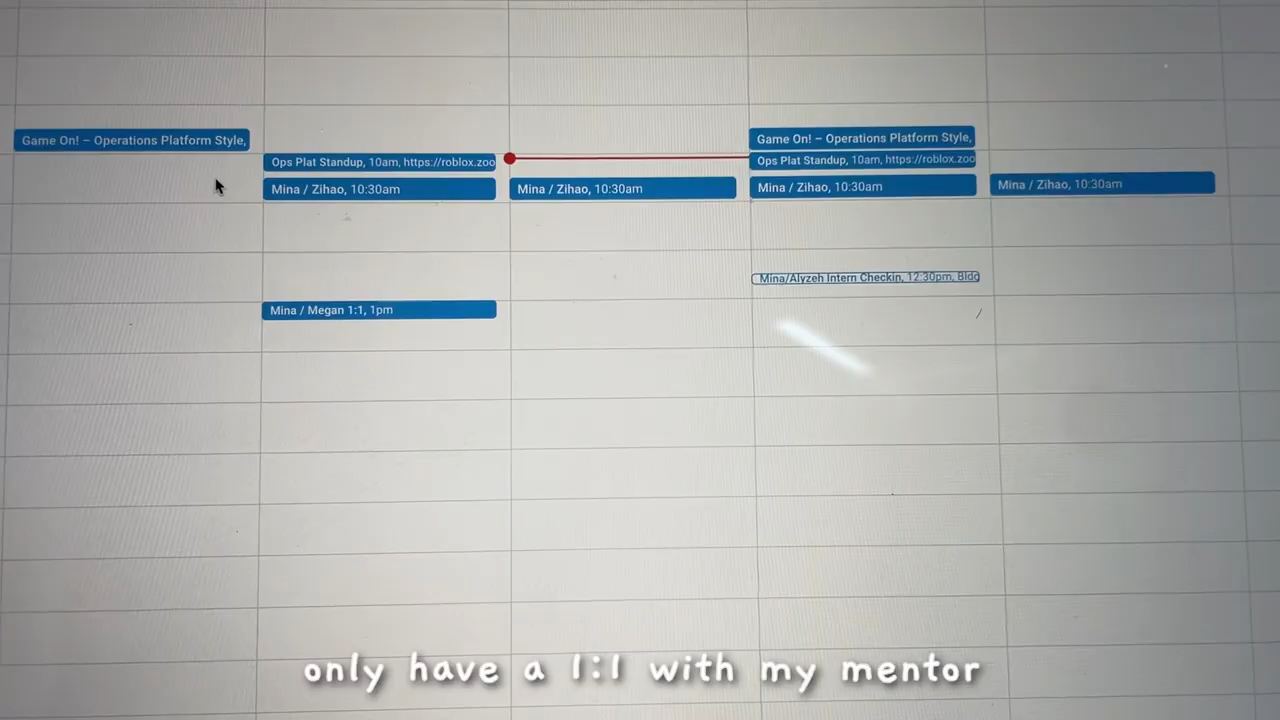 Game On! – Operations Platform Style,
Ops Plat Standup, 10am, https://roblox.zoo
Mina / Zihao, 10:30am
Mina / Megan 1:1, 1pm
Mina / Zihao, 10:30am
Game On! – Operations Platform Style,
Ops Plat Standup, 10am, https://roblox.zoo
Mina / Zihao, 10:30am
Mina/Alyzeh Intern Checkin, 12:30pm, Bldg
Mina / Zihao, 10:30am
only have a 1:1 with my mentor